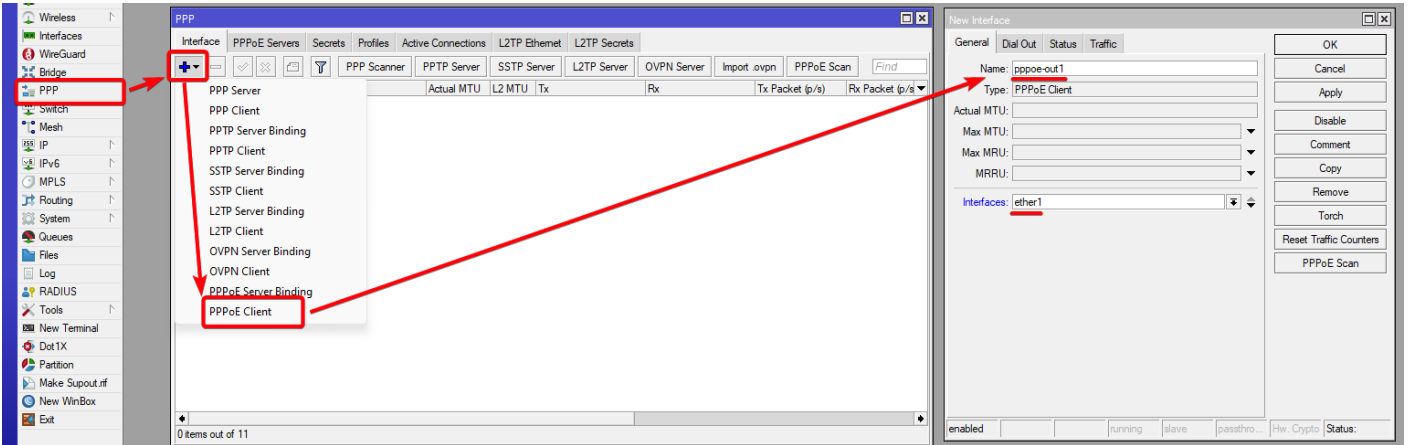 Wireless
Interfaces
WireGuard
Bridge
PPP
Switch
Mesh
IP
IPv6
MPLS
Routing
System
Queues
Files
Log
RADIUS
Tools
New Terminal
Dot1X
Partition
Make Supout.rif
New WinBox
Exit
PPP
Interface PPPoE Servers Secrets Profiles Active Connections L2TP Ethernet L2TP Secrets
PPP Scanner PPTP Server SSTP Server L2TP Server OVPN Server Import .ovpn PPPoE Scan Find
Actual MTU L2 MTU Tx Rx Tx Packet (p/s) Rx Packet (p/s
PPP Server
PPP Client
PPTP Server Binding
PPTP Client
SSTP Server Binding
SSTP Client
L2TP Server Binding
L2TP Client
OVPN Server Binding
OVPN Client
PPPoE Server Binding
PPPoE Client
0 items out of 11
New Interface
General Dial Out Status Traffic
Name: pppoe-out1
Type: PPPoE Client
Actual MTU:
Max MTU:
Max MRU:
MRRU:
Interfaces: ether1
OK
Cancel
Apply
Disable
Comment
Copy
Remove
Torch
Reset Traffic Counters
PPPoE Scan
enabled running slave passthro... Hw. Crypto Status: